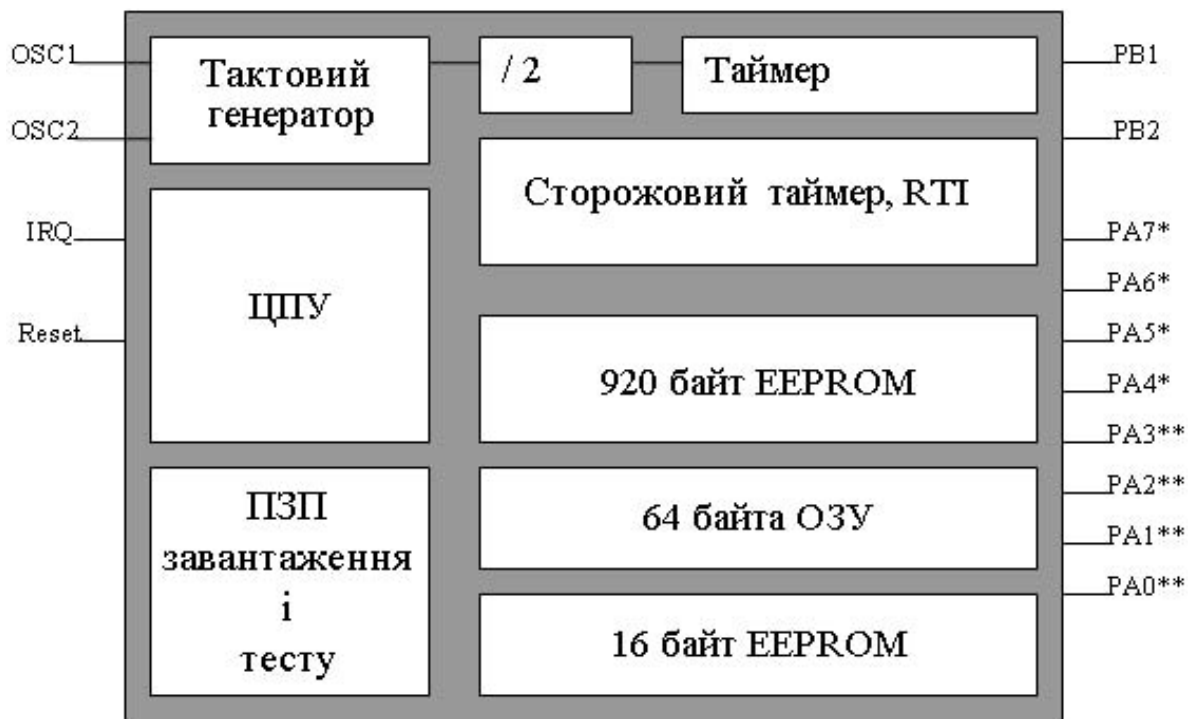 OSC1
OSC2
IRQ
Reset
Тактовий
генератор
/ 2
Таймер
Сторожовий таймер, RTI
ЦПУ
920 байт EEPROM
ПЗП
завантаження
і
тесту
64 байта ОЗУ
16 байт EEPROM
PB1
PB2
PA7*
PA6*
PA5*
PA4*
PA3**
PA2**
PA1**
PA0**